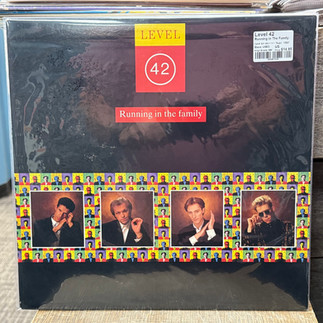 LEVEL
42
Running in the family
Level 42
Running In The Family